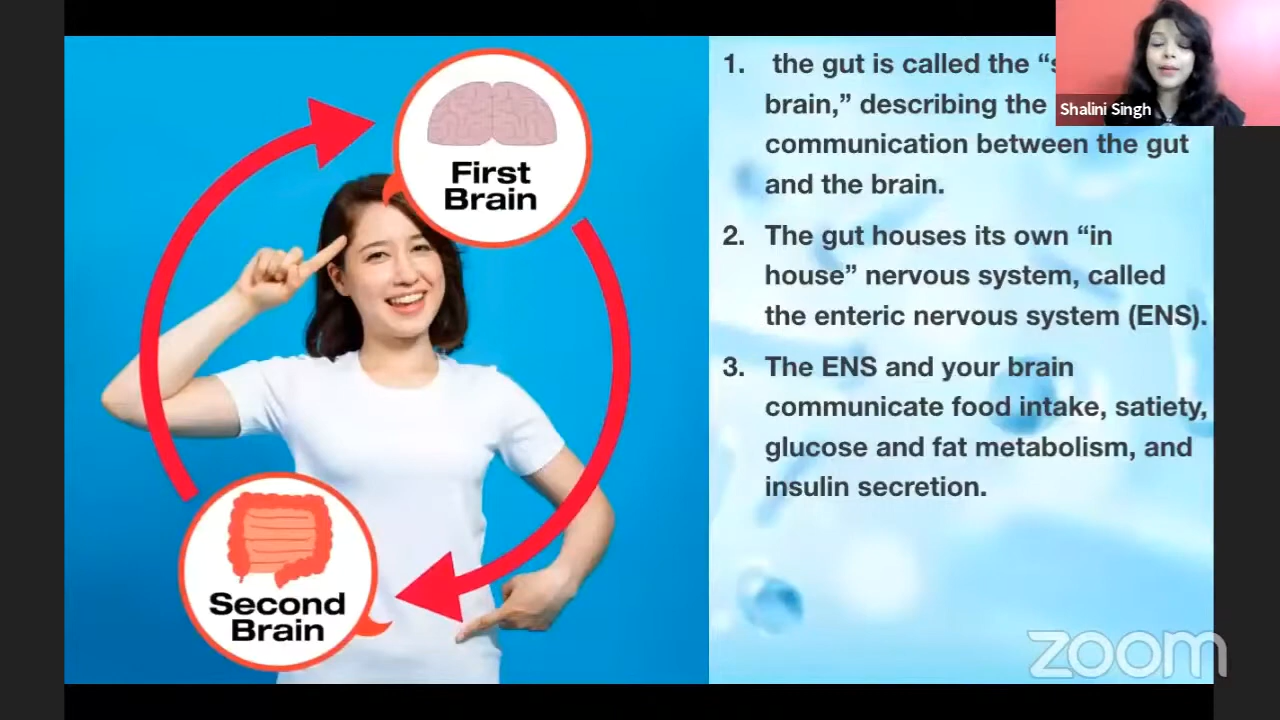 First
Brain
Second
Brain
1. the gut is called the “
brain,” describing the
communication between the gut
and the brain.
2. The gut houses its own “in
house” nervous system, called
the enteric nervous system (ENS).
3. The ENS and your brain
communicate food intake, satiety,
glucose and fat metabolism, and
insulin secretion.
Shalini Singh
zoom